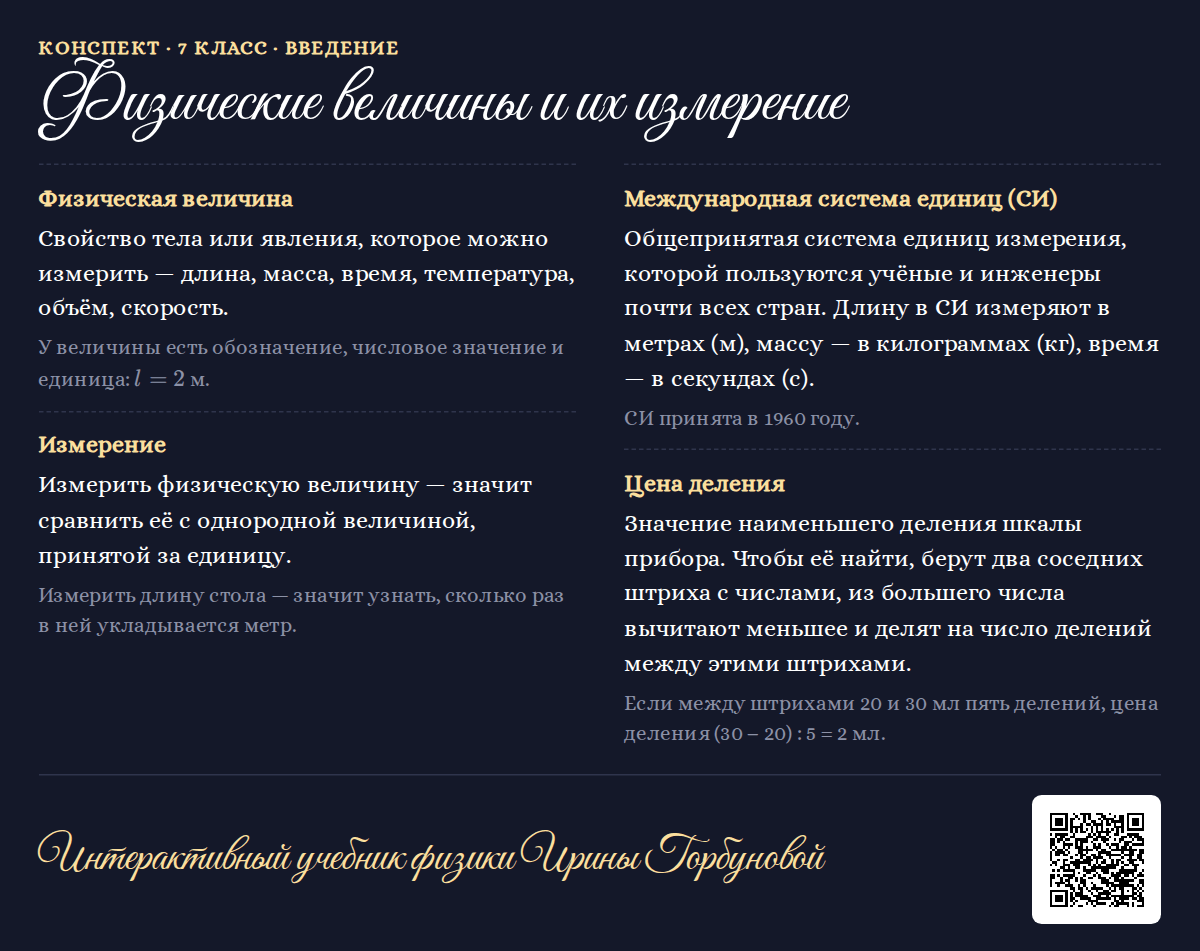 КОНСПЕКТ · 7 КЛАСС · ВВЕДЕНИЕ
Физические величины и их измерение
Физическая величина
Свойство тела или явления, которое можно
измерить — длина, масса, время, температура,
объём, скорость.
У величины есть обозначение, числовое значение и
единица: l = 2 м.
Измерение
Измерить физическую величину — значит
сравнить её с однородной величиной,
принятой за единицу.
Измерить длину стола — значит узнать, сколько раз
в ней укладывается метр.
Международная система единиц (СИ)
Общепринятая система единиц измерения,
которой пользуются учёные и инженеры
почти всех стран. Длину в СИ измеряют в
метрах (м), массу — в килограммах (кг), время
— в секундах (с).
СИ принята в 1960 году.
Цена деления
Значение наименьшего деления шкалы
прибора. Чтобы её найти, берут два соседних
штриха с числами, из большего числа
вычитают меньшее и делят на число делений
между этими штрихами.
Если между штрихами 20 и 30 мл пять делений, цена
деления (30 − 20) : 5 = 2 мл.
Интерактивный учебник физики Ирины Горбуновой